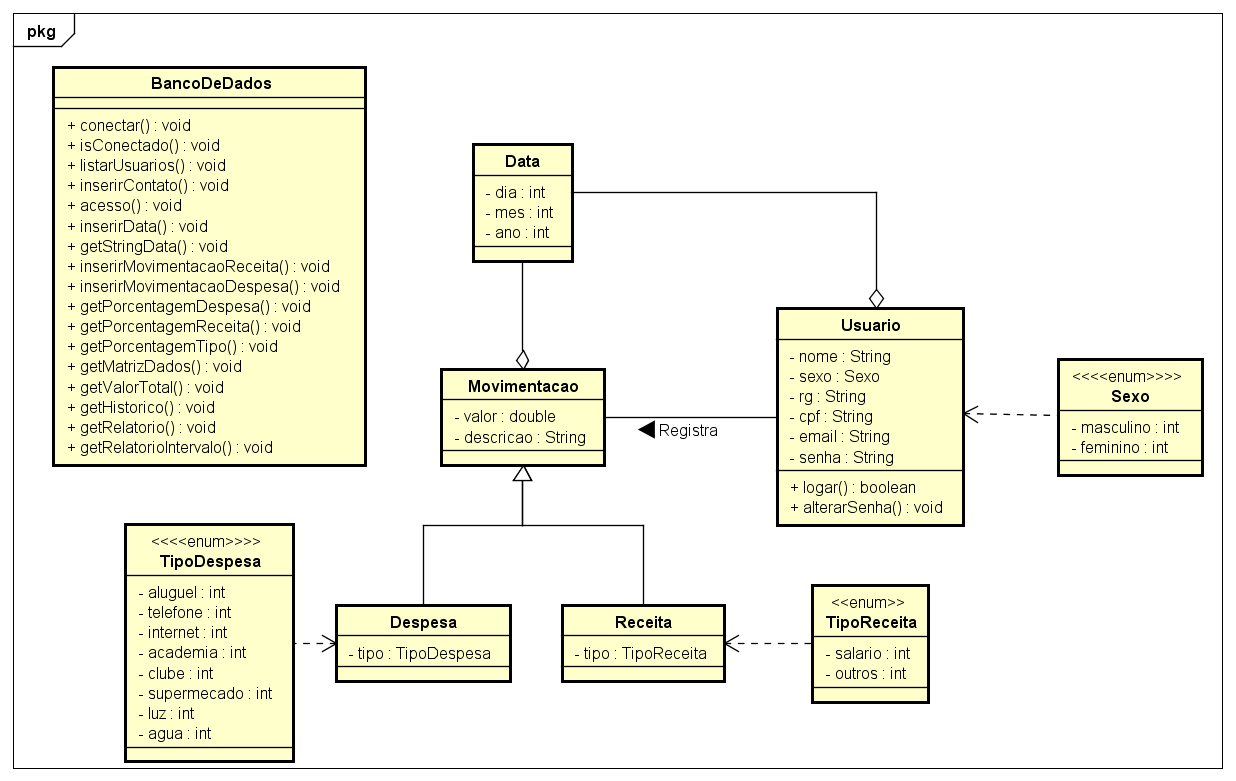 pkg
BancoDeDados
+ conectar() : void
+ isConectado() : void
+ listarUsuarios() : void
+ inserirContato() : void
+ acesso() : void
+ inserirData() : void
+ getStringData() : void
+ inserirMovimentacaoReceita() : void
+ inserirMovimentacaoDespesa() : void
+ getPorcentagemDespesa() : void
+ getPorcentagemReceita() : void
+ getPorcentagemTipo() : void
+ getMatrizDados() : void
+ getValorTotal() : void
+ getHistorico() : void
+ getRelatorio() : void
+ getRelatorioIntervalo() : void
Data
- dia : int
- mes : int
- ano : int
Usuario
- nome : String
- sexo : Sexo
- rg : String
- cpf : String
- email : String
- senha : String
+ logar() : boolean
+ alterarSenha() : void
<<<<enum>>>>
Sexo
- masculino : int
- feminino : int
Movimentacao
- valor : double
- descricao : String
Registra
<<<<enum>>>>
TipoDespesa
- aluguel : int
- telefone : int
- internet : int
- academia : int
- clube : int
- supermecado : int
- luz : int
- agua : int
Despesa
- tipo : TipoDespesa
Receita
- tipo : TipoReceita
<<enum>>
TipoReceita
- salario : int
- outros : int